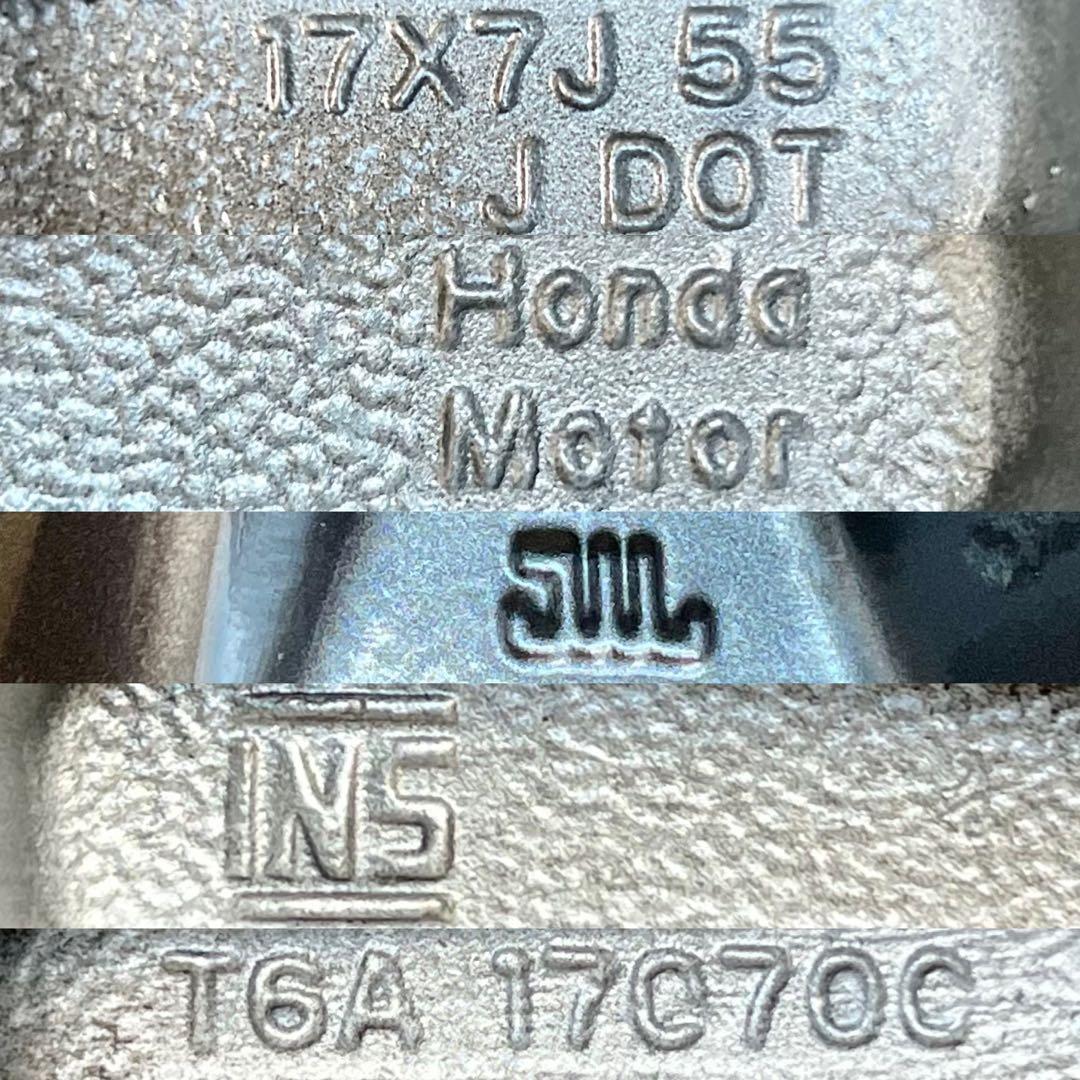 17X7J 55
J DOT
Honda
Motor
INS
T6A 17C70C